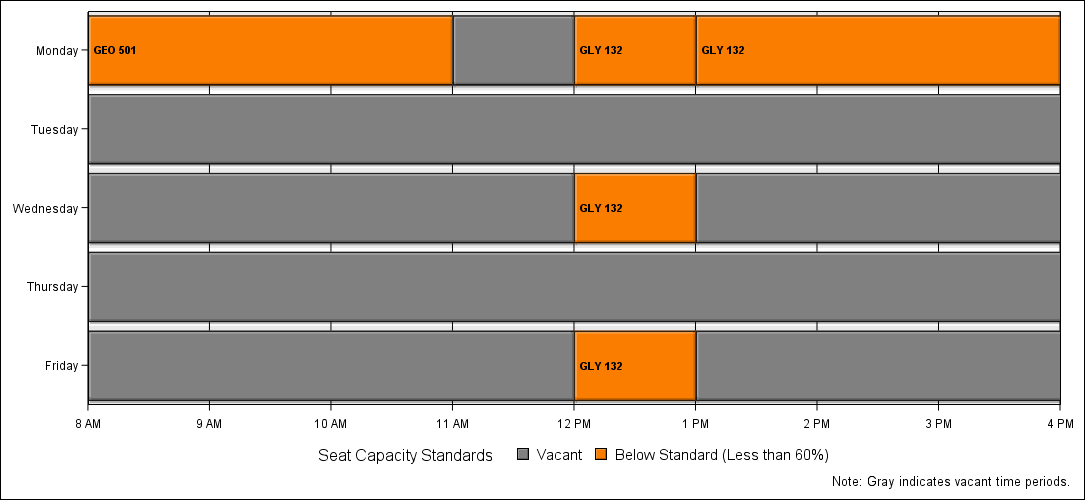 Monday
GEO 501
GLY 132
GLY 132
Tuesday
Wednesday
GLY 132
Thursday
Friday
GLY 132
8 AM 9 AM 10 AM 11 AM 12 PM 1 PM 2 PM 3 PM 4 PM
Seat Capacity Standards Vacant Below Standard (Less than 60%)
Note: Gray indicates vacant time periods.